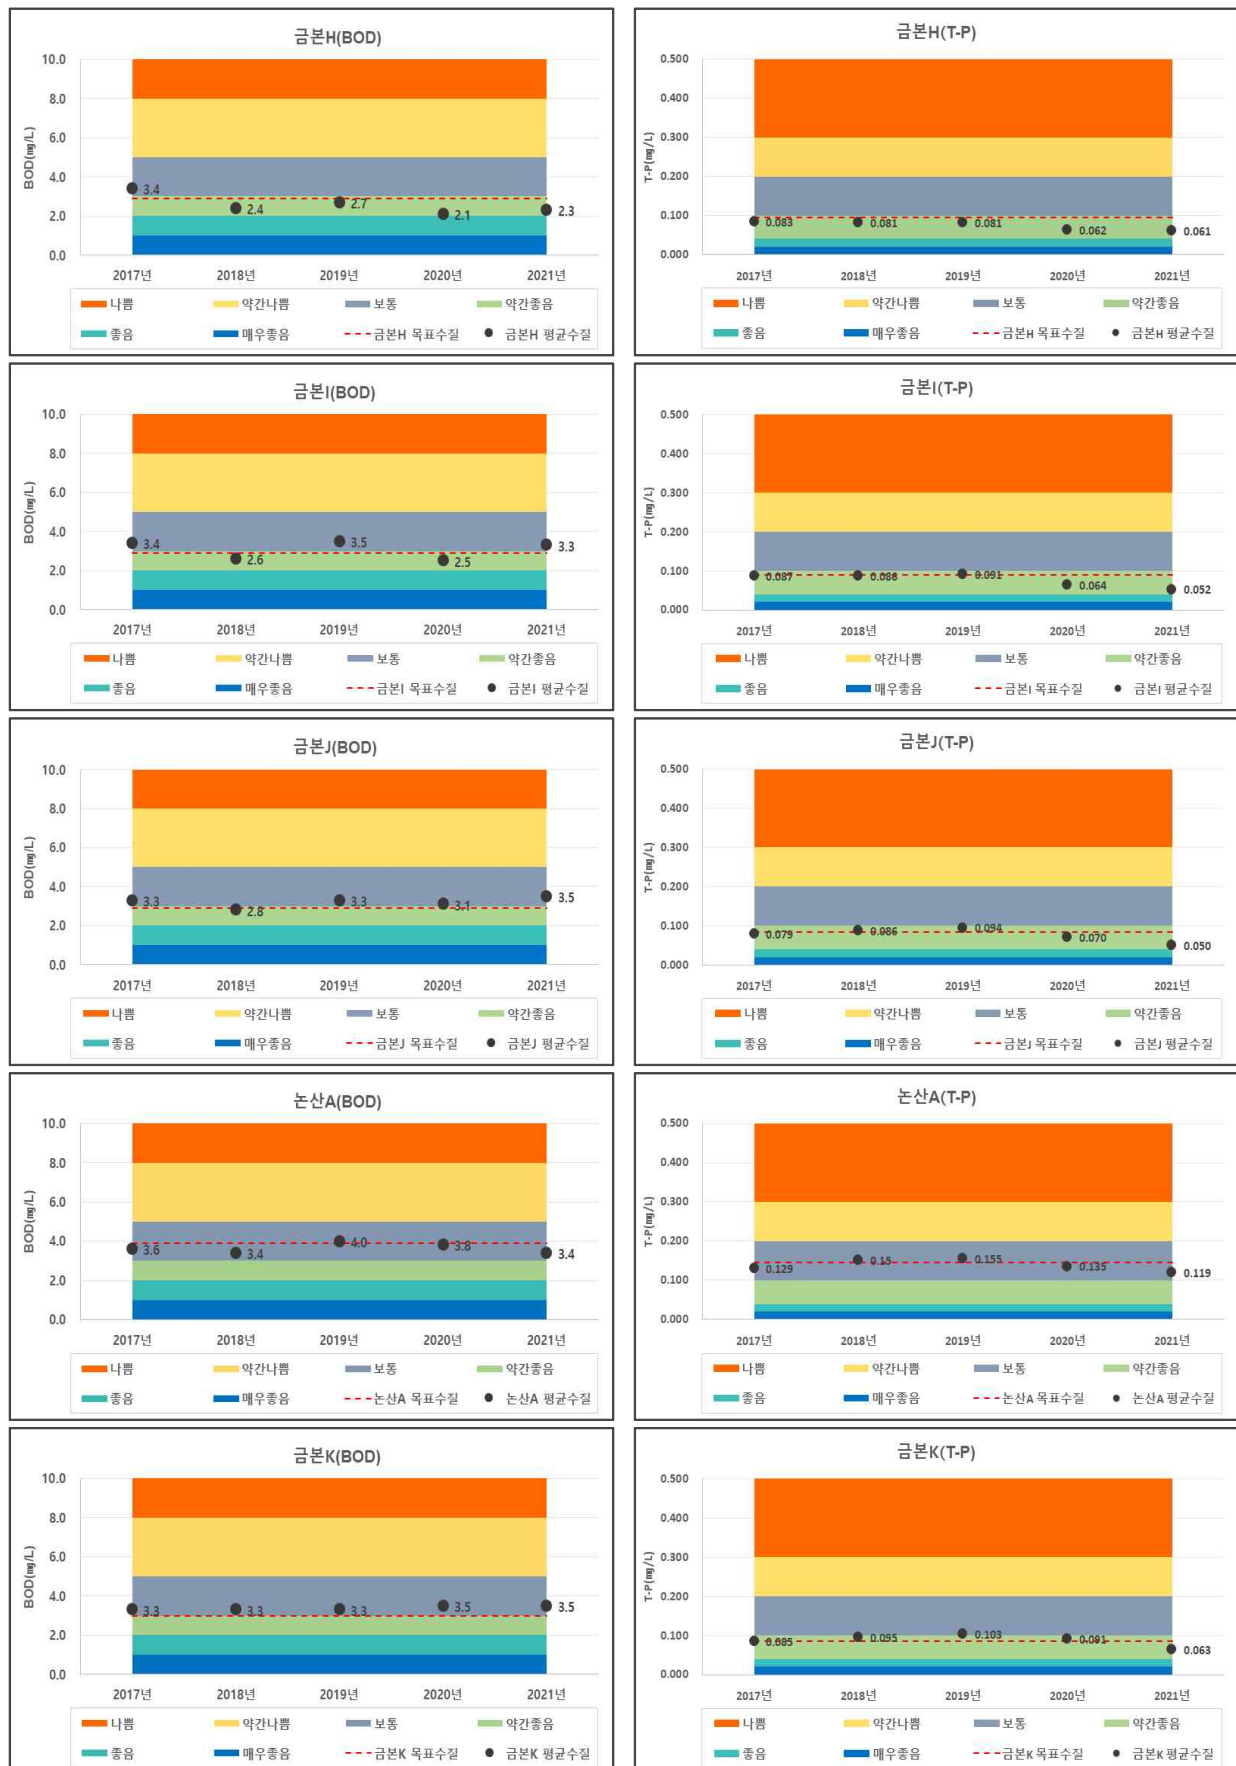 금본H(BOD)
BOD(mg/L)
10.0
8.0
6.0
4.0
2.0
0.0
3.4
2.4
2.7
2.1
2.3
2017년 2018년 2019년 2020년 2021년
나쁨 약간나쁨 보통 약간좋음
좋음 매우좋음 금본H 목표수질 금본H 평균수질
금본H(T-P)
T-P(mg/L)
0.500
0.400
0.300
0.200
0.100
0.000
0.083
0.081
0.081
0.062
0.061
2017년 2018년 2019년 2020년 2021년
나쁨 약간나쁨 보통 약간좋음
좋음 매우좋음 금본H 목표수질 금본H 평균수질
금본I(BOD)
BOD(mg/L)
10.0
8.0
6.0
4.0
2.0
0.0
3.4
2.6
3.5
2.5
3.3
2017년 2018년 2019년 2020년 2021년
나쁨 약간나쁨 보통 약간좋음
좋음 매우좋음 금본I 목표수질 금본I 평균수질
금본I(T-P)
T-P(mg/L)
0.500
0.400
0.300
0.200
0.100
0.000
0.087
0.086
0.091
0.064
0.052
2017년 2018년 2019년 2020년 2021년
나쁨 약간나쁨 보통 약간좋음
좋음 매우좋음 금본I 목표수질 금본I 평균수질
금본J(BOD)
BOD(mg/L)
10.0
8.0
6.0
4.0
2.0
0.0
3.3
2.8
3.3
3.1
3.5
2017년 2018년 2019년 2020년 2021년
나쁨 약간나쁨 보통 약간좋음
좋음 매우좋음 금본J 목표수질 금본J 평균수질
금본J(T-P)
T-P(mg/L)
0.500
0.400
0.300
0.200
0.100
0.000
0.079
0.086
0.094
0.070
0.050
2017년 2018년 2019년 2020년 2021년
나쁨 약간나쁨 보통 약간좋음
좋음 매우좋음 금본J 목표수질 금본J 평균수질
논산A(BOD)
BOD(mg/L)
10.0
8.0
6.0
4.0
2.0
0.0
3.6
3.4
4.0
3.8
3.4
2017년 2018년 2019년 2020년 2021년
나쁨 약간나쁨 보통 약간좋음
좋음 매우좋음 논산A 목표수질 논산A 평균수질
논산A(T-P)
T-P(mg/L)
0.500
0.400
0.300
0.200
0.100
0.000
0.129
0.15
0.155
0.135
0.119
2017년 2018년 2019년 2020년 2021년
나쁨 약간나쁨 보통 약간좋음
좋음 매우좋음 논산A 목표수질 논산A 평균수질
금본K(BOD)
BOD(mg/L)
10.0
8.0
6.0
4.0
2.0
0.0
3.3
3.3
3.3
3.5
3.5
2017년 2018년 2019년 2020년 2021년
나쁨 약간나쁨 보통 약간좋음
좋음 매우좋음 금본K 목표수질 금본K 평균수질
금본K(T-P)
T-P(mg/L)
0.500
0.400
0.300
0.200
0.100
0.000
0.085
0.095
0.103
0.091
0.063
2017년 2018년 2019년 2020년 2021년
나쁨 약간나쁨 보통 약간좋음
좋음 매우좋음 금본K 목표수질 금본K 평균수질